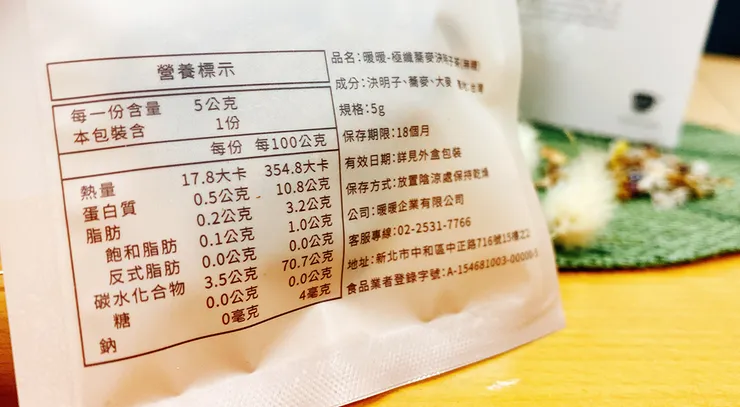 營養標示
每一份含量 5公克
本包裝含 1份
每份 每100公克
熱量 17.8大卡 354.8大卡
蛋白質 0.5公克 10.8公克
脂肪 0.2公克 3.2公克
飽和脂肪 0.1公克 1.0公克
反式脂肪 0.0公克 0.0公克
碳水化合物 3.5公克 70.7公克
糖 0.0公克 0.0公克
鈉 0毫克 4毫克
品名:暖暖-極纖蕎麥決明子茶
成分:決明子、蕎麥、大麥
規格:5g
保存期限:18個月
有效日期:詳見外盒包裝
保存方式:放置陰涼處保持乾燥
公司:暖暖企業有限公司
客服專線:02-2531-7766
地址:新北市中和區中正路716號15樓之2
食品業者登錄字號:A-154681003-00000-